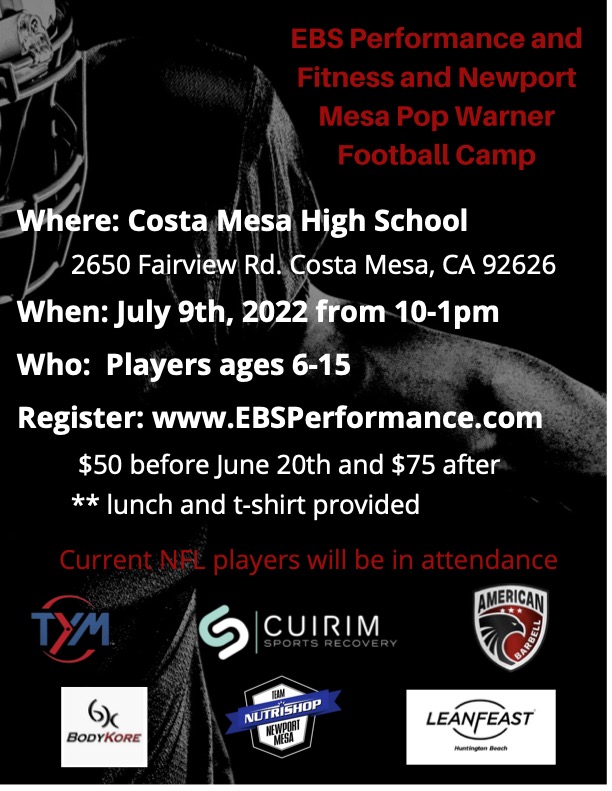 EBS Performance and
Fitness and Newport
Mesa Pop Warner
Football Camp
Where: Costa Mesa High School
2650 Fairview Rd. Costa Mesa, CA 92626
When: July 9th, 2022 from 10-1pm
Who:  Players ages 6-15
Register: www.EBSPerformance.com
$50 before June 20th and $75 after
** lunch and t-shirt provided
Current NFL players will be in attendance
TYM
CUIRIM
SPORTS RECOVERY
AMERICAN
BARBELL
BODYKORE
TEAM
NUTRISHOP
NEWPORT
MESA
LEANFEAST
Huntington Beach